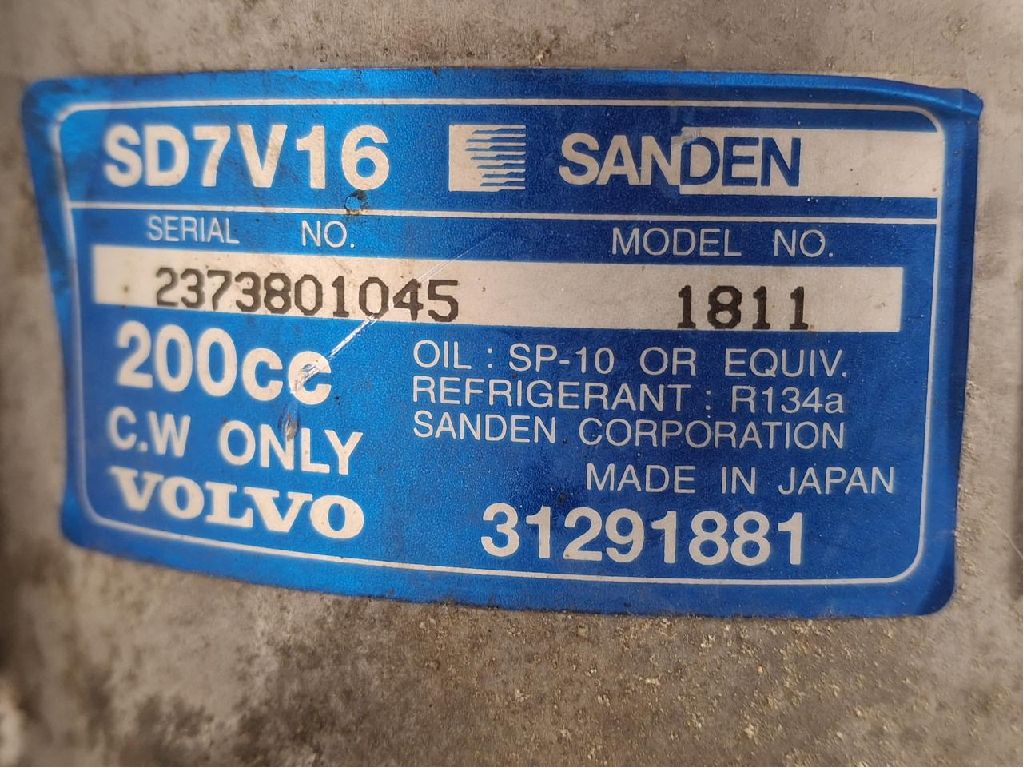 SD7V16 SANDEN
SERIAL NO. MODEL NO.
2373801045 1811
200cc
C.W ONLY
VOLVO
OIL : SP-10 OR EQUIV.
REFRIGERANT : R134a
SANDEN CORPORATION
MADE IN JAPAN
31291881